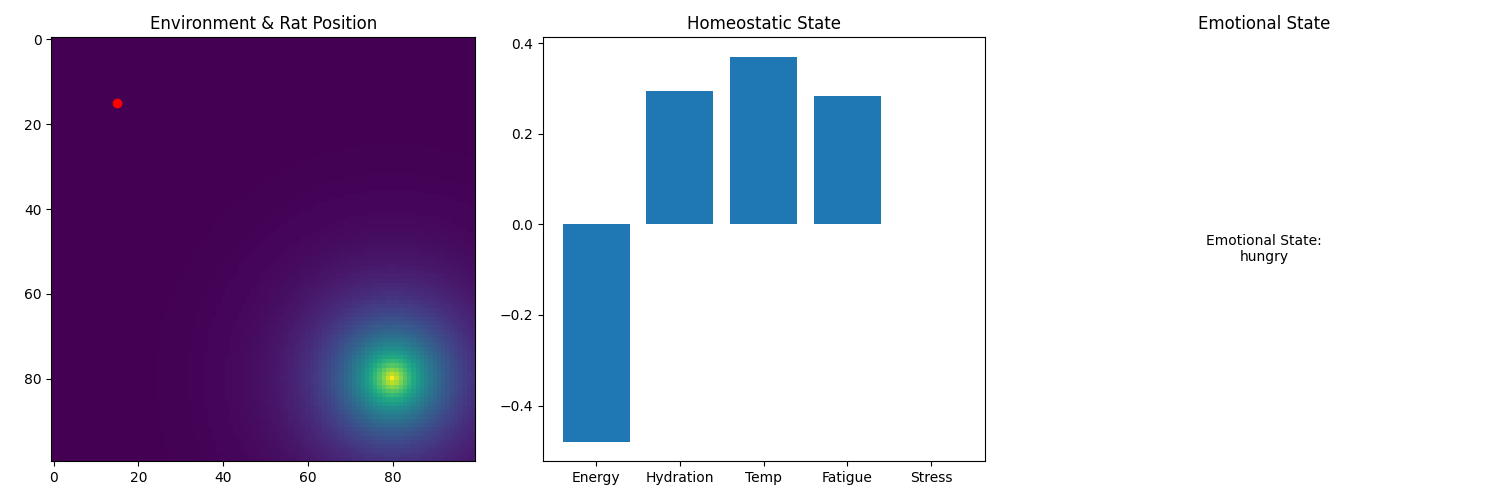 Environment & Rat Position
0
20
40
60
80
0 20 40 60 80
Homeostatic State
0.4
0.2
0.0
−0.2
−0.4
Energy Hydration Temp Fatigue Stress
Emotional State
Emotional State:
hungry